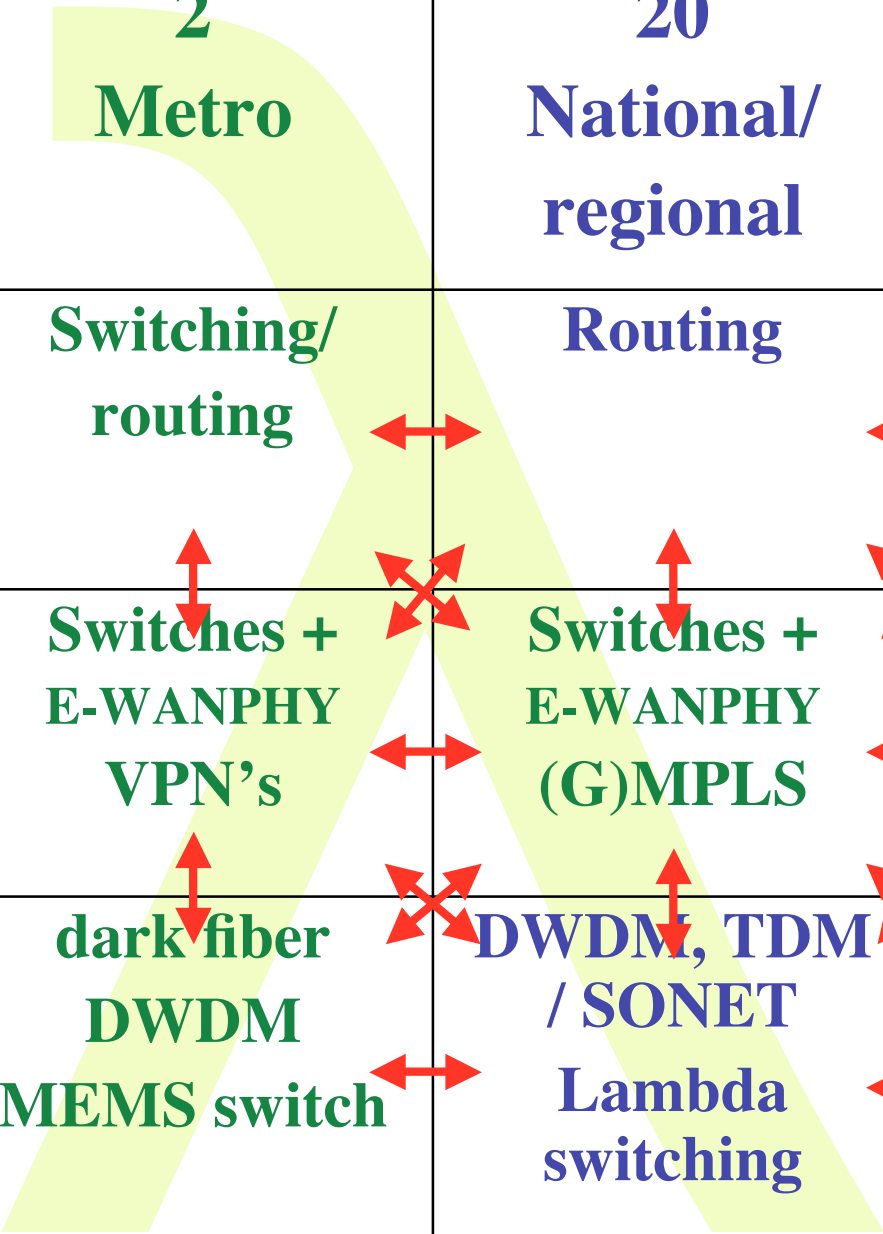 2
20
Metro
National/
regional
Switching/
routing
Routing
Switches +
E-WANPHY
VPN’s
Switches +
E-WANPHY
(G)MPLS
dark fiber
DWDM
MEMS switch
DWDM, TDM
/ SONET
Lambda
switching